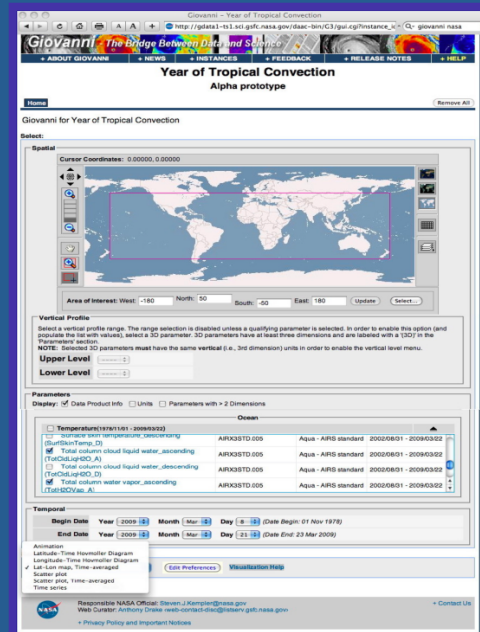 Giovanni - Year of Tropical Convection
http://gdata1-ts1.sci.gsfc.nasa.gov/daac-bin/G3/gui.cgi?instance_i
giovanni nasa
Giovanni - The Bridge Between Data and Science
+ ABOUT GIOVANNI + NEWS + INSTANCES + FEEDBACK + RELEASE NOTES + HELP
Year of Tropical Convection
Alpha prototype
Home Remove All
Giovanni for Year of Tropical Convection
Select:
Spatial
Cursor Coordinates: 0.00000, 0.00000
Area of Interest: West: -180 North: 50 South: -50 East: 180 Update Select...
Vertical Profile
Select a vertical profile range. The range selection is disabled unless a qualifying parameter is selected. In order to enable this option (and
populate the list with values), select a 3D parameter. 3D parameters have at least three dimensions and are labeled with a '[3D]' in the
'Parameters' section.
NOTE: Selected 3D parameters must have the same vertical (i.e., 3rd dimension) units in order to enable the vertical level menu.
Upper Level
Lower Level
Parameters
Display: Data Product Info Units Parameters with > 2 Dimensions
Ocean
Temperature(1978/11/01 - 2009/03/22)
Surface skin temperature_descending
(SurfSkinTemp_D) AIRX3STD.005 Aqua - AIRS standard 2002/08/31 - 2009/03/22
Total column cloud liquid water_ascending
(TotCldLiqH2O_A) AIRX3STD.005 Aqua - AIRS standard 2002/08/31 - 2009/03/22
Total column cloud liquid water_descending
(TotCldLiqH2O_D) AIRX3STD.005 Aqua - AIRS standard 2002/08/31 - 2009/03/22
Total column water vapor_ascending
(TotH2OVap_A) AIRX3STD.005 Aqua - AIRS standard 2002/08/31 - 2009/03/22
Temporal
Begin Date Year 2009 Month Mar Day 8 (Date Begin: 01 Nov 1978)
End Date Year 2009 Month Mar Day 21 (Date End: 23 Mar 2009)
Animation
Latitude-Time Hovmoller Diagram
Longitude-Time Hovmoller Diagram
✓ Lat-Lon map, Time-averaged
Scatter plot
Scatter plot, Time-averaged
Time series
Edit Preferences Visualization Help
NASA
Responsible NASA Official: Steven J.Kempler@nasa.gov
Web Curator: Anthony Drake <web-contact-disc@listserv.gsfc.nasa.gov>
+ Contact Us
+ Privacy Policy and Important Notices